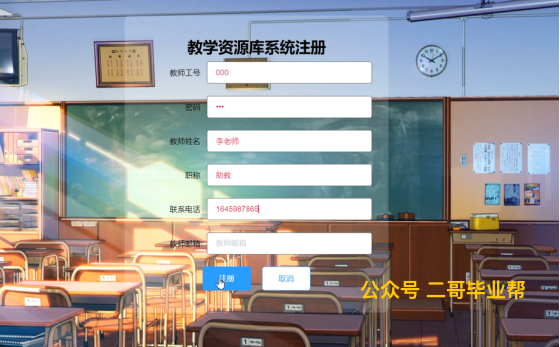 教学资源库系统注册
教师工号 000
密码 •••
教师姓名 李老师
职称 助教
联系电话 1645987865
教师邮箱 教师邮箱
注册 取消
公众号 二哥毕业帮